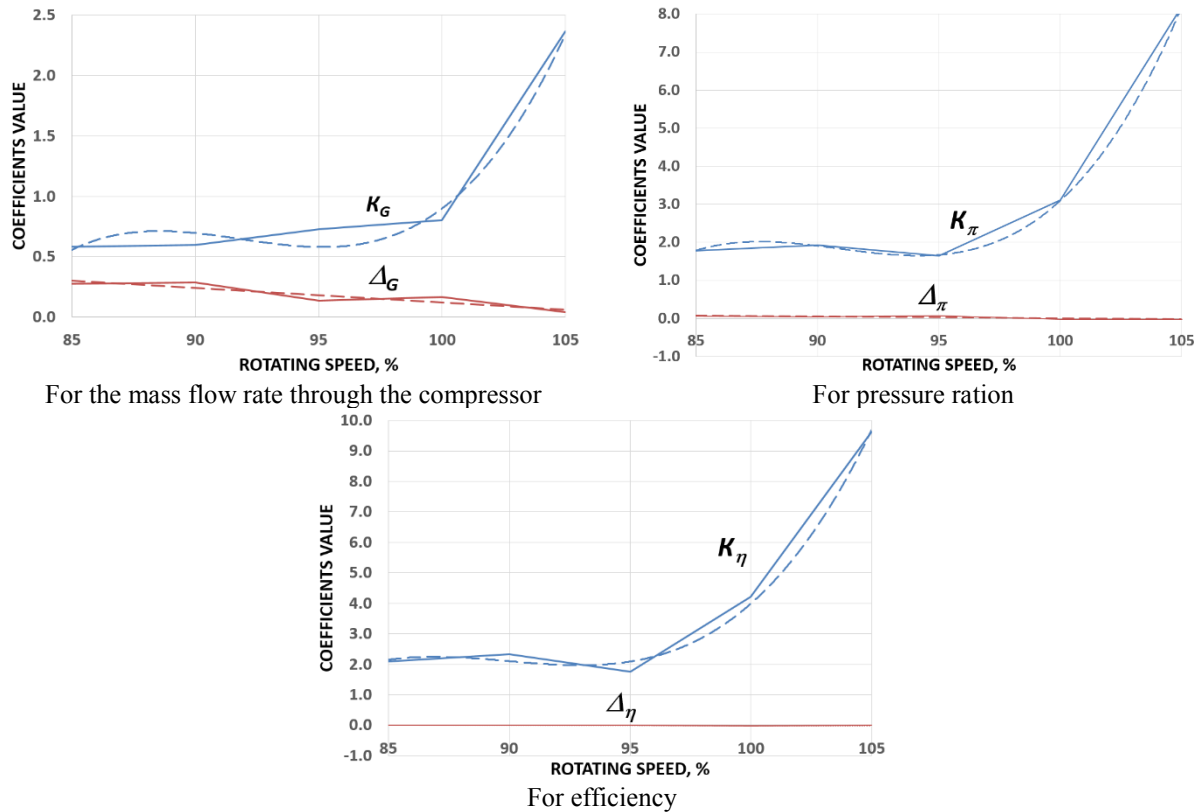 2.5
2.0
1.5
1.0
0.5
0.0
COEFFICIENTS VALUE
K_G
Δ_G
85 90 95 100 105
ROTATING SPEED, %
For the mass flow rate through the compressor
8.0
7.0
6.0
5.0
4.0
3.0
2.0
1.0
0.0
-1.0
COEFFICIENTS VALUE
K_π
Δ_π
85 90 95 100 105
ROTATING SPEED, %
For pressure ration
10.0
9.0
8.0
7.0
6.0
5.0
4.0
3.0
2.0
1.0
0.0
-1.0
COEFFICIENTS VALUE
K_η
Δ_η
85 90 95 100 105
ROTATING SPEED, %
For efficiency